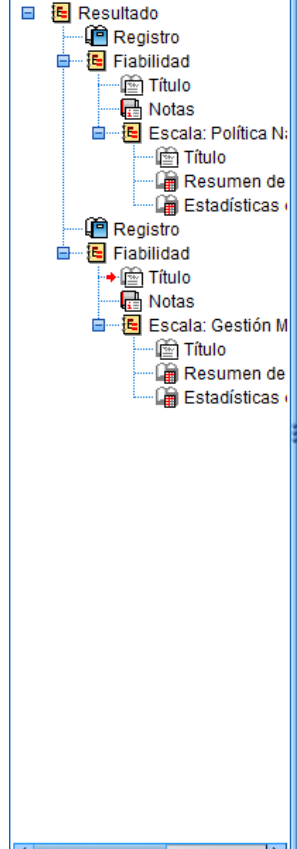 Resultado
Registro
Fiabilidad
Título
Notas
Escala: Política
Título
Resumen de
Estadísticas
Registro
Fiabilidad
Título
Notas
Escala: Gestión M
Título
Resumen de
Estadísticas